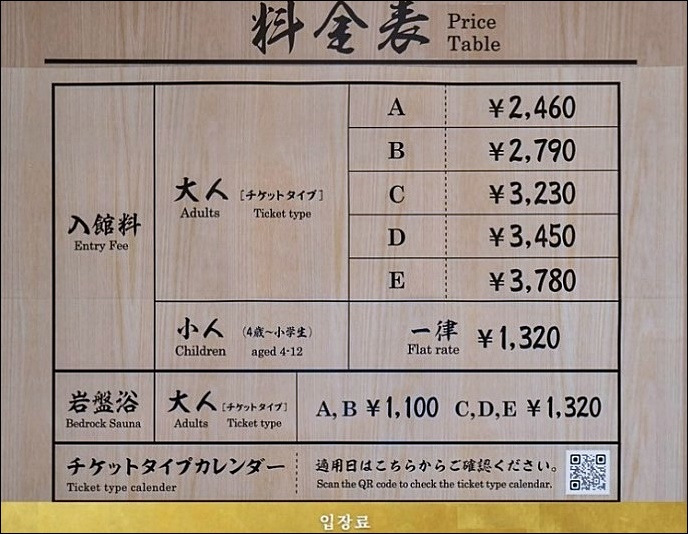 料金表 Price
Table
入館料
Entry Fee
大人 [チケットタイプ]
Adults Ticket type
A ¥2,460
B ¥2,790
C ¥3,230
D ¥3,450
E ¥3,780
小人 (4歳～小学生)
Children aged 4-12
一律 ¥1,320
Flat rate
岩盤浴
Bedrock Sauna
大人 [チケットタイプ]
Adults Ticket type
A, B ¥1,100 C,D,E ¥1,320
チケットタイプカレンダー
Ticket type calender
適用日はこちらからご確認ください。
Scan the QR code to check the ticket type calendar.
입장료